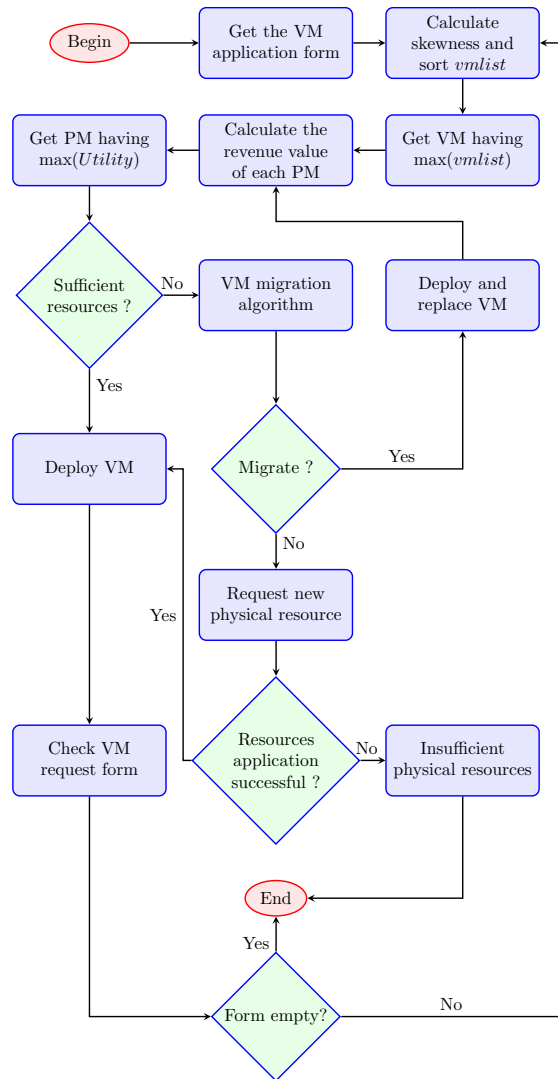 Begin
Get the VM
application form
Calculate
skewness and
sort vmlist
Get PM having
max(Utility)
Calculate the
revenue value
of each PM
Get VM having
max(vmlist)
Sufficient
resources ?
No
VM migration
algorithm
Deploy and
replace VM
Yes
Deploy VM
Migrate ?
Yes
No
Request new
physical resource
Yes
Check VM
request form
Resources
application
successful ?
No
Insufficient
physical resources
End
Yes
Form empty?
No